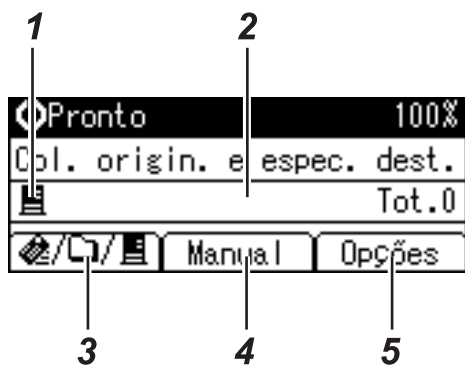 1 2
Pronto 100%
Col. origin. e espec. dest.
Tot.0
/ / Manual Opções
3 4 5